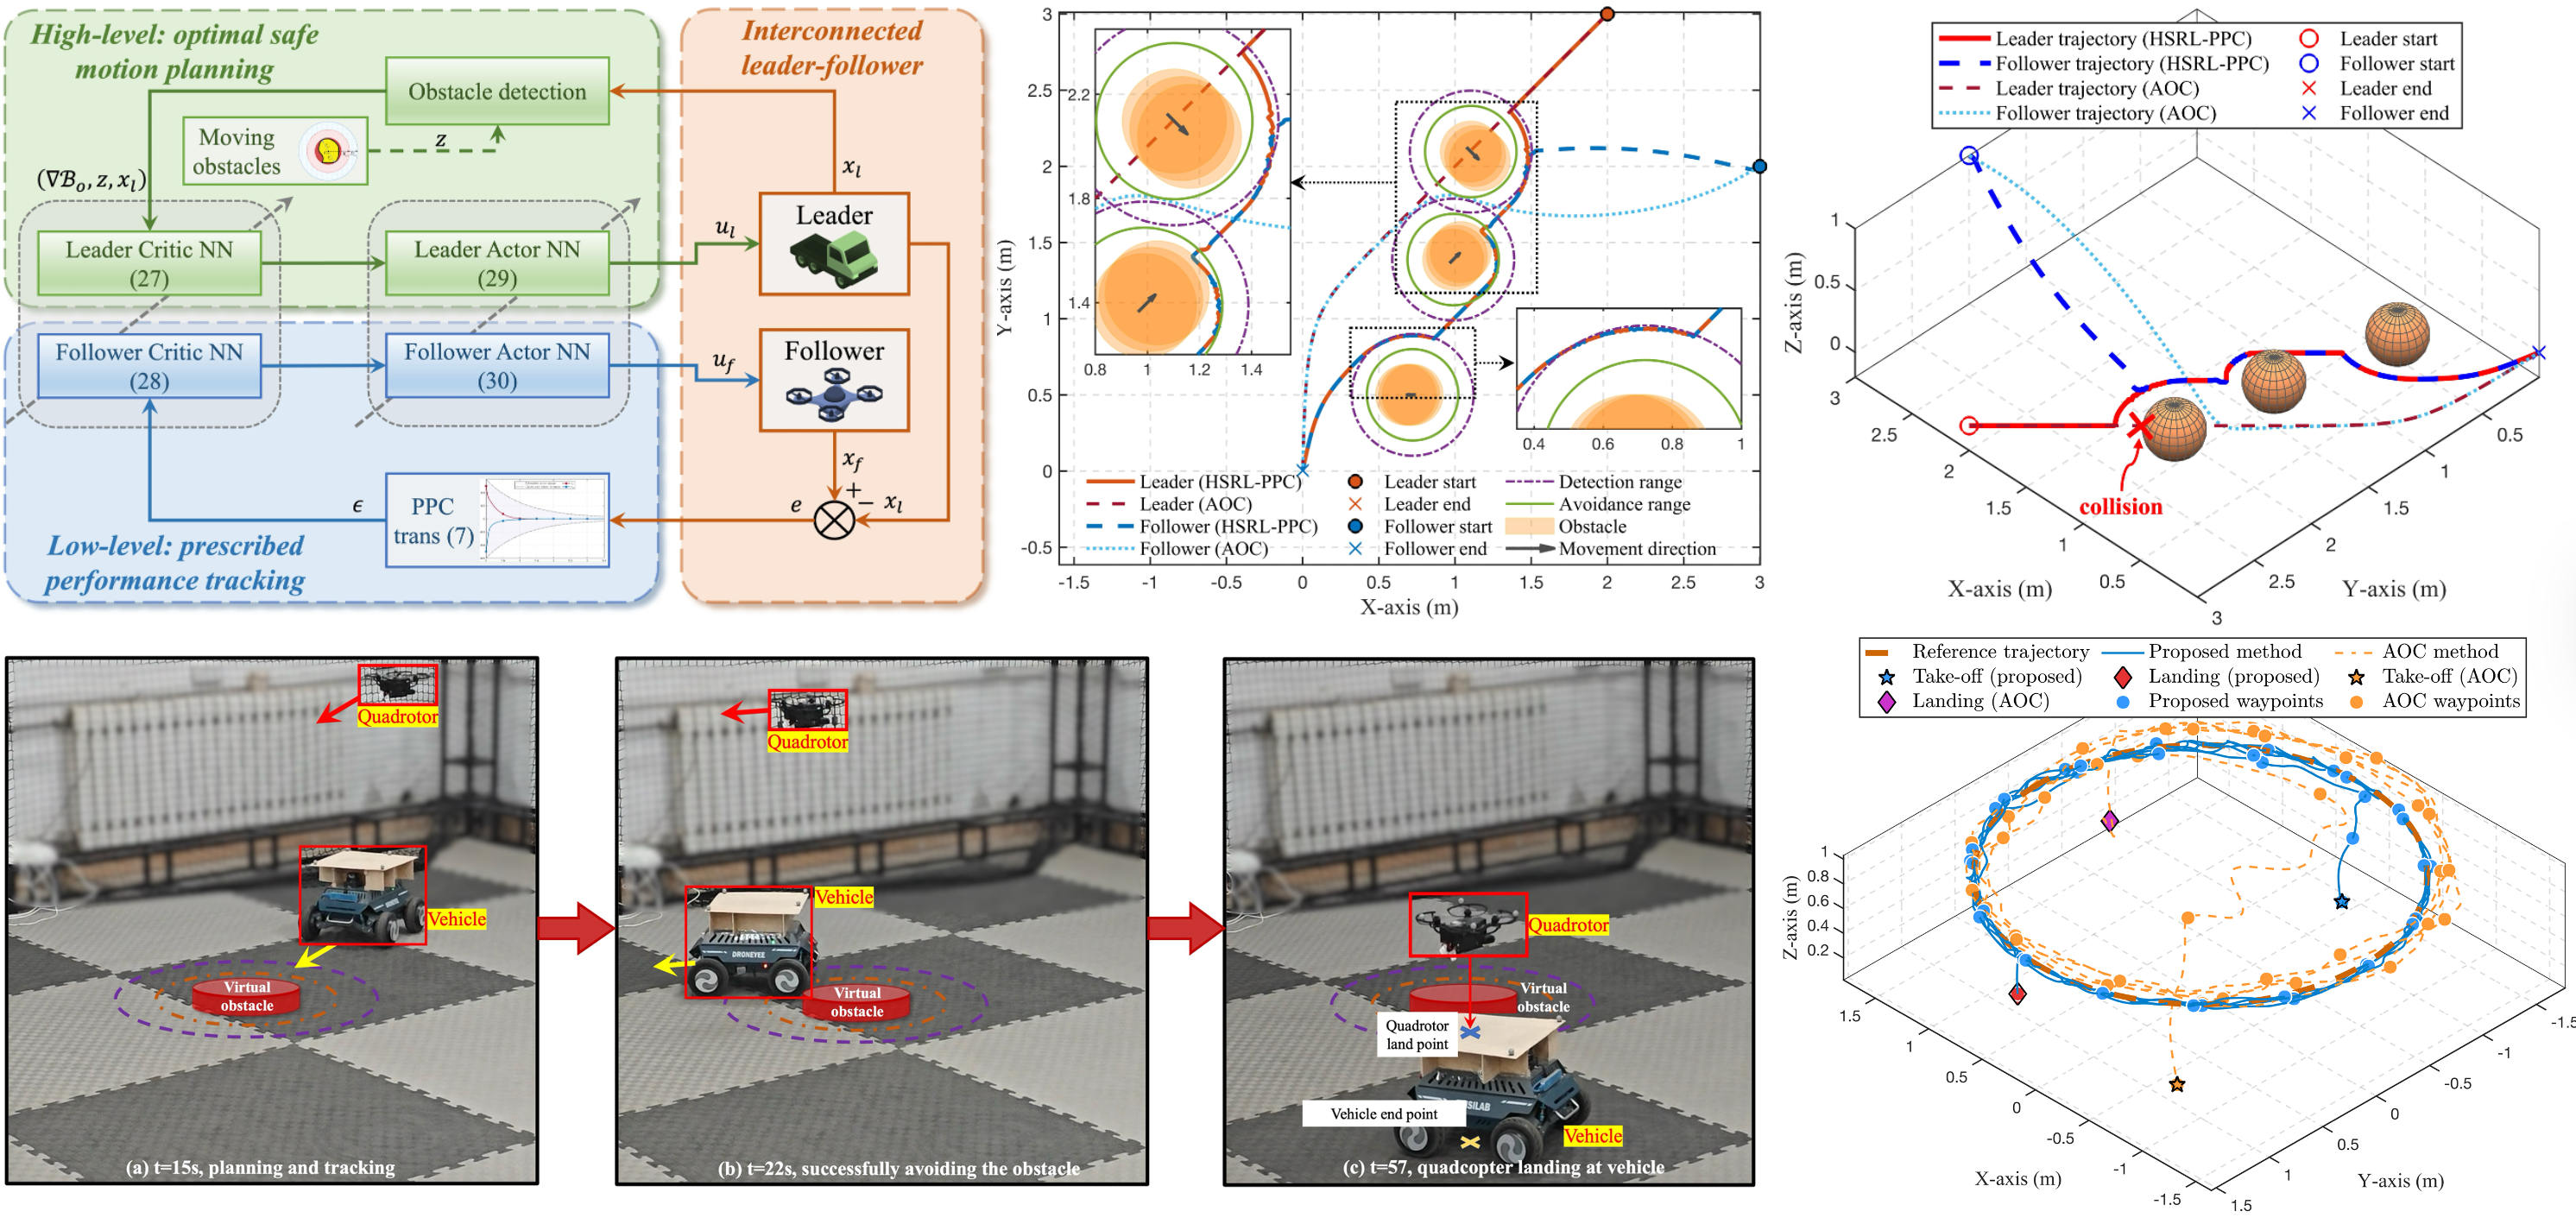 High-level: optimal safe
motion planning
Obstacle detection
Moving
obstacles
z
(∇ℬₒ, z, xₗ)
Leader Critic NN
(27)
Leader Actor NN
(29)
Follower Critic NN
(28)
Follower Actor NN
(30)
ϵ
PPC
trans (7)
Low-level: prescribed
performance tracking
Interconnected
leader-follower
xₗ
uₗ
Leader
u_f
Follower
x_f
+
− xₗ
e
3
2.5
2
1.5
1
0.5
0
-0.5
Y-axis (m)
-1.5 -1 -0.5 0 0.5 1 1.5 2 2.5 3
X-axis (m)
2.2
1.8
1.4
0.8 1 1.2 1.4
0.4 0.6 0.8 1
Leader (HSRL-PPC)
Leader (AOC)
Follower (HSRL-PPC)
Follower (AOC)
Leader start
Leader end
Follower start
Follower end
Detection range
Avoidance range
Obstacle
Movement direction
Leader trajectory (HSRL-PPC)
Follower trajectory (HSRL-PPC)
Leader trajectory (AOC)
Follower trajectory (AOC)
Leader start
Follower start
Leader end
Follower end
Z-axis (m)
1
0.5
0
3
2.5
2
1.5
1
0.5
X-axis (m)
0.5
1
1.5
2
2.5
3
Y-axis (m)
collision
Quadrotor
Vehicle
Virtual
obstacle
(a) t=15s, planning and tracking
Quadrotor
Vehicle
DRONEYEE
Virtual
obstacle
(b) t=22s, successfully avoiding the obstacle
Quadrotor
Virtual
obstacle
Quadrotor
land point
Vehicle end point
Vehicle
(c) t=57, quadcopter landing at vehicle
Reference trajectory
Proposed method
AOC method
Take-off (proposed)
Landing (proposed)
Take-off (AOC)
Landing (AOC)
Proposed waypoints
AOC waypoints
Z-axis (m)
1
0.8
0.6
0.4
0.2
1.5
1
0.5
0
-0.5
-1
-1.5
X-axis (m)
-1.5
-1
-0.5
0
0.5
1
1.5
Y-axis (m)